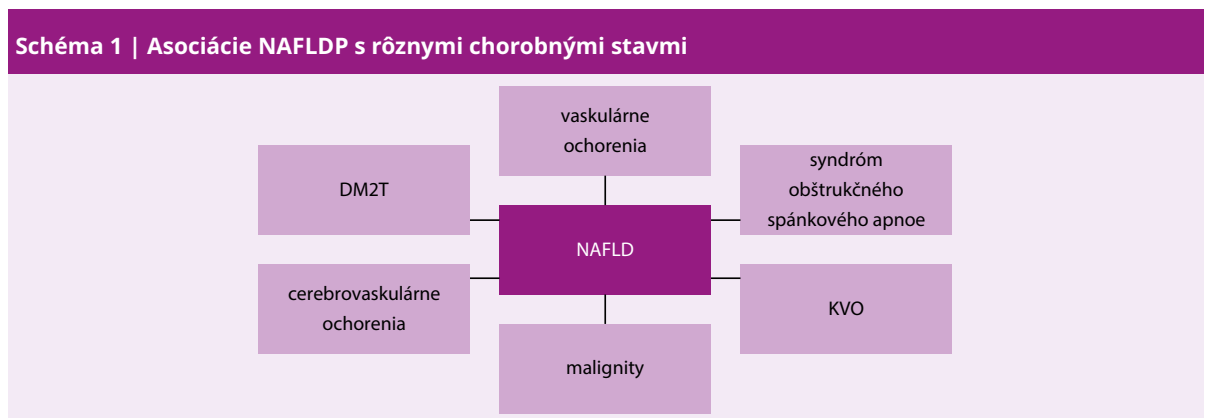 Schéma 1 | Asociácie NAFLDP s rôznymi chorobnými stavmi
vaskulárne
ochorenia
DM2T
syndróm
obštrukčného
spánkového apnoe
NAFLD
cerebrovaskulárne
ochorenia
KVO
malignity